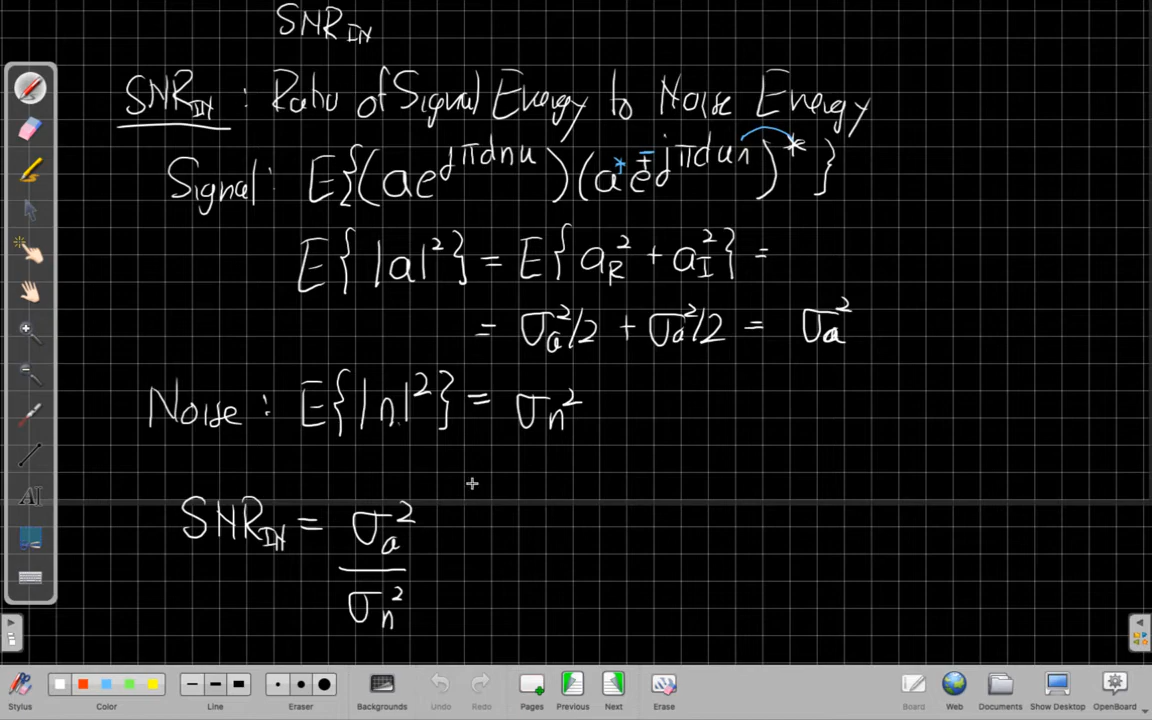 SNR_IN
SNR_IN : Ratio of Signal Energy to Noise Energy
Signal: E{(ae^{jπdnu})(a*e^{-jπdun})*}
E{|a|²} = E{a_R² + a_I²} =
= σ_a²/2 + σ_a²/2 = σ_a²
Noise: E{|n|²} = σn²
SNR_IN = σ_a²
σ_n²
AI
Stylus Color Line Eraser Backgrounds Undo Redo Pages Previous Next Erase Board Web Documents Show Desktop OpenBoard